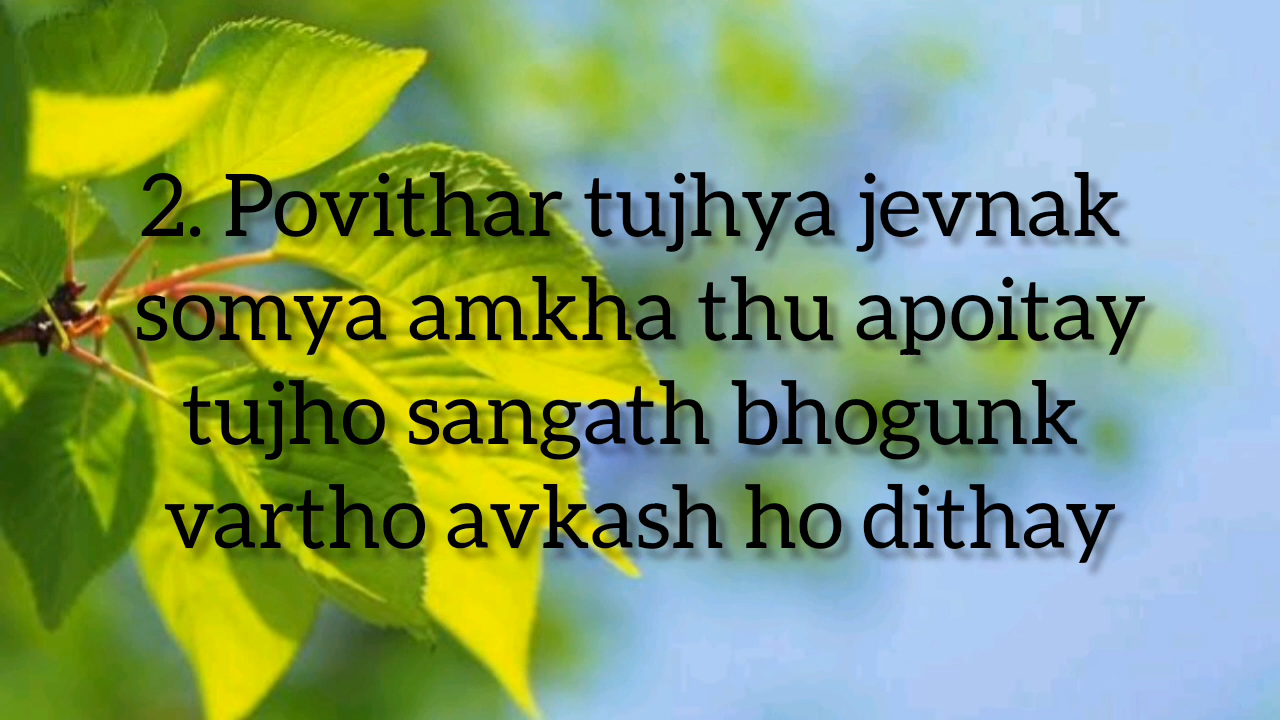 2. Povithar tujhya jevnak
somya amkha thu apoitay
tujho sangath bhogunk
vartho avkash ho dithay